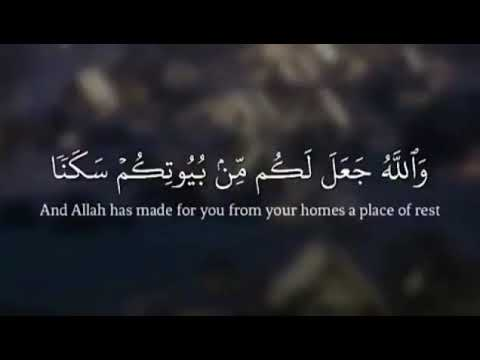 وَٱللَّهُ جَعَلَ لَكُم مِّنۢ بُيُوتِكُمۡ سَكَنٗا
And Allah has made for you from your homes a place of rest